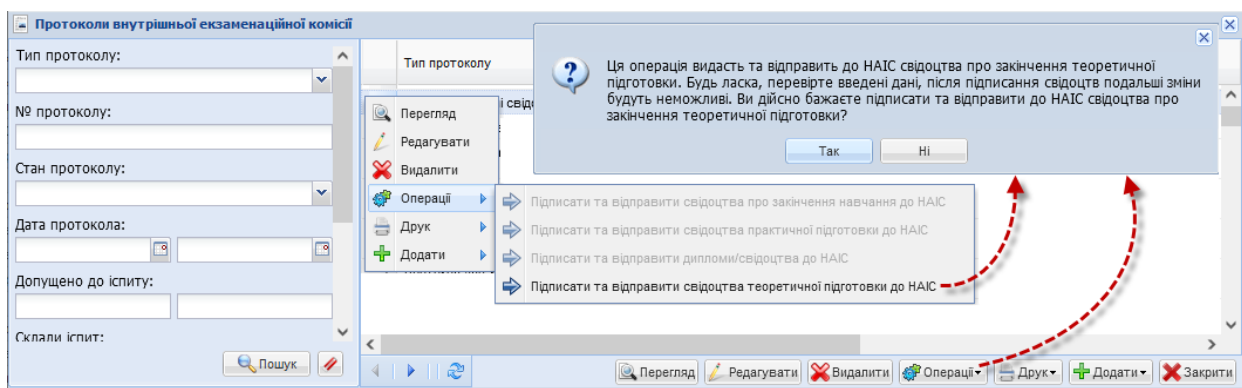 Протоколи внутрішньої екзаменаційної комісії
Тип протоколу:
№ протоколу:
Стан протоколу:
Дата протокола:
Допущено до іспиту:
Склали іспит:
Пошук
Тип протоколу
і свід
Перегляд
Редагувати
Видалити
Операції
Друк
Додати
Підписати та відправити свідоцтва про закінчення навчання до НАІС
Підписати та відправити свідоцтва практичної підготовки до НАІС
Підписати та відправити дипломи/свідоцтва до НАІС
Підписати та відправити свідоцтва теоретичної підготовки до НАІС
Ця операція видасть та відправить до НАІС свідоцтва про закінчення теоретичної
підготовки. Будь ласка, перевірте введені дані, після підписання свідоцтв подальші зміни
будуть неможливі. Ви дійсно бажаєте підписати та відправити до НАІС свідоцтва про
закінчення теоретичної підготовки?
Так Ні
Перегляд Редагувати Видалити Операції Друк Додати Закрити